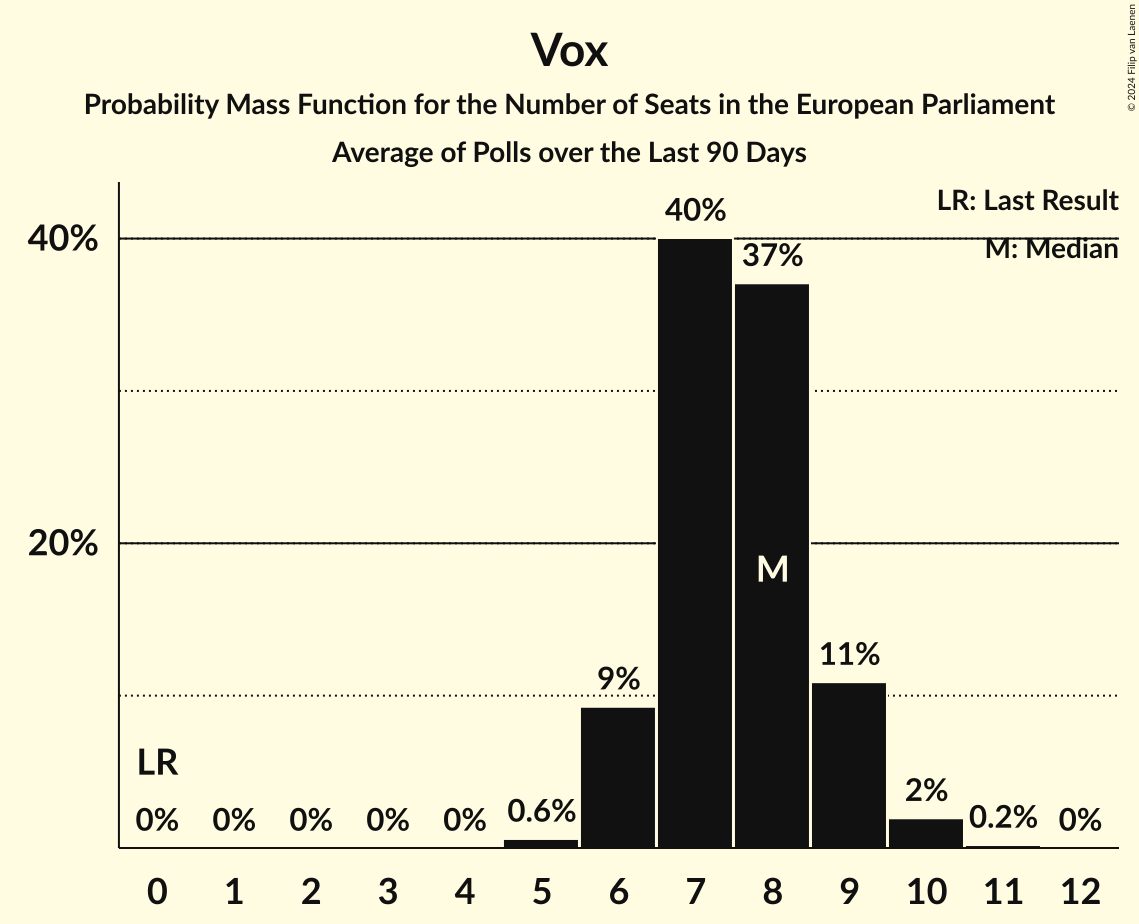 Vox
Probability Mass Function for the Number of Seats in the European Parliament
Average of Polls over the Last 90 Days
© 2024 Filip van Laenen
LR: Last Result
M: Median
40%
20%
40%
37%
M
11%
9%
LR
0%
0%
0%
0%
0%
0.6%
2%
0.2%
0%
0 1 2 3 4 5 6 7 8 9 10 11 12